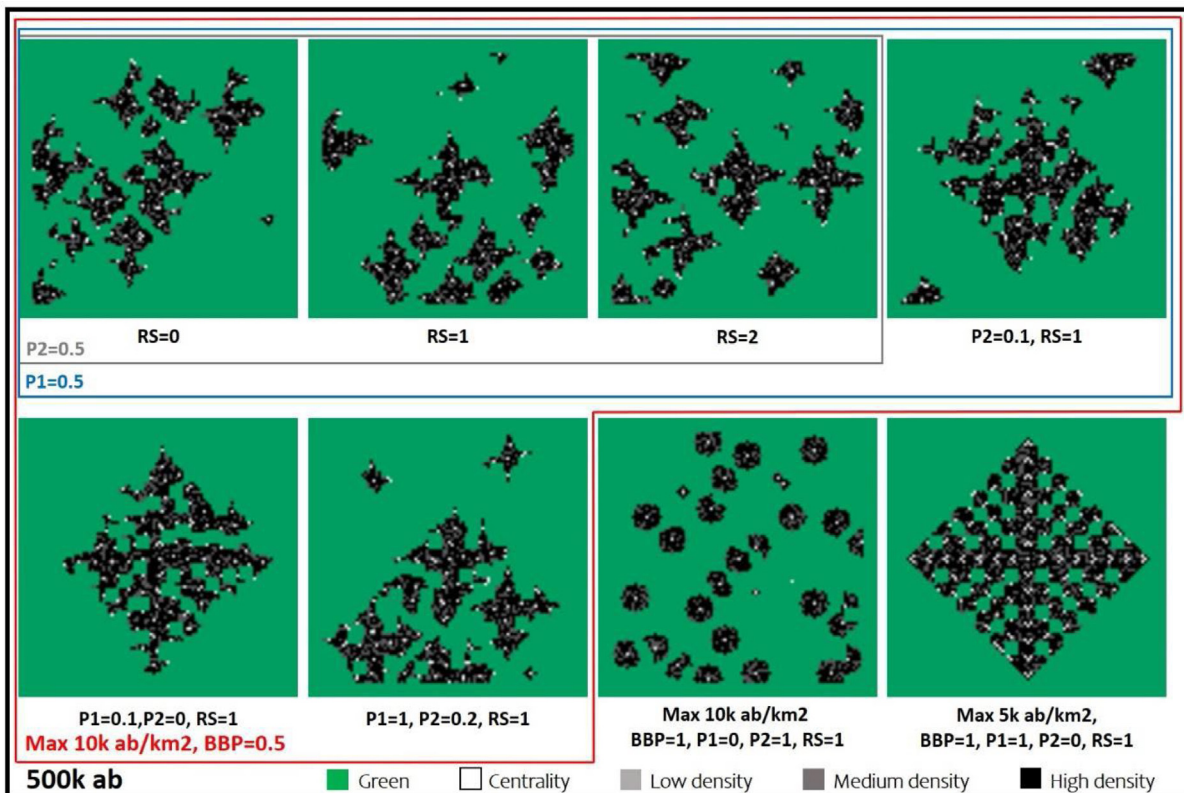 RS=0
RS=1
RS=2
P2=0.1, RS=1
P2=0.5
P1=0.5
P1=0.1,P2=0, RS=1
P1=1, P2=0.2, RS=1
Max 10k ab/km2
BBP=1, P1=0, P2=1, RS=1
Max 5k ab/km2,
BBP=1, P1=1, P2=0, RS=1
Max 10k ab/km2, BBP=0.5
500k ab
Green
Centrality
Low density
Medium density
High density